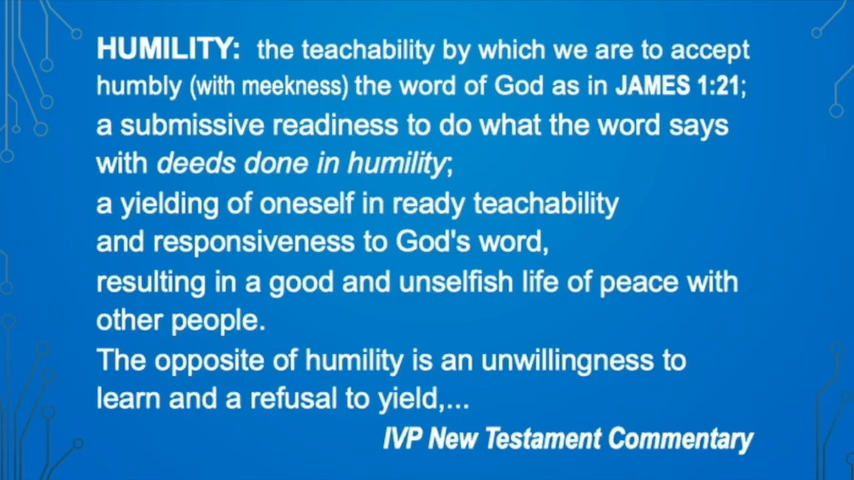 HUMILITY: the teachability by which we are to accept
humbly (with meekness) the word of God as in JAMES 1:21;
a submissive readiness to do what the word says
with deeds done in humility;
a yielding of oneself in ready teachability
and responsiveness to God's word,
resulting in a good and unselfish life of peace with
other people.
The opposite of humility is an unwillingness to
learn and a refusal to yield,...
IVP New Testament Commentary